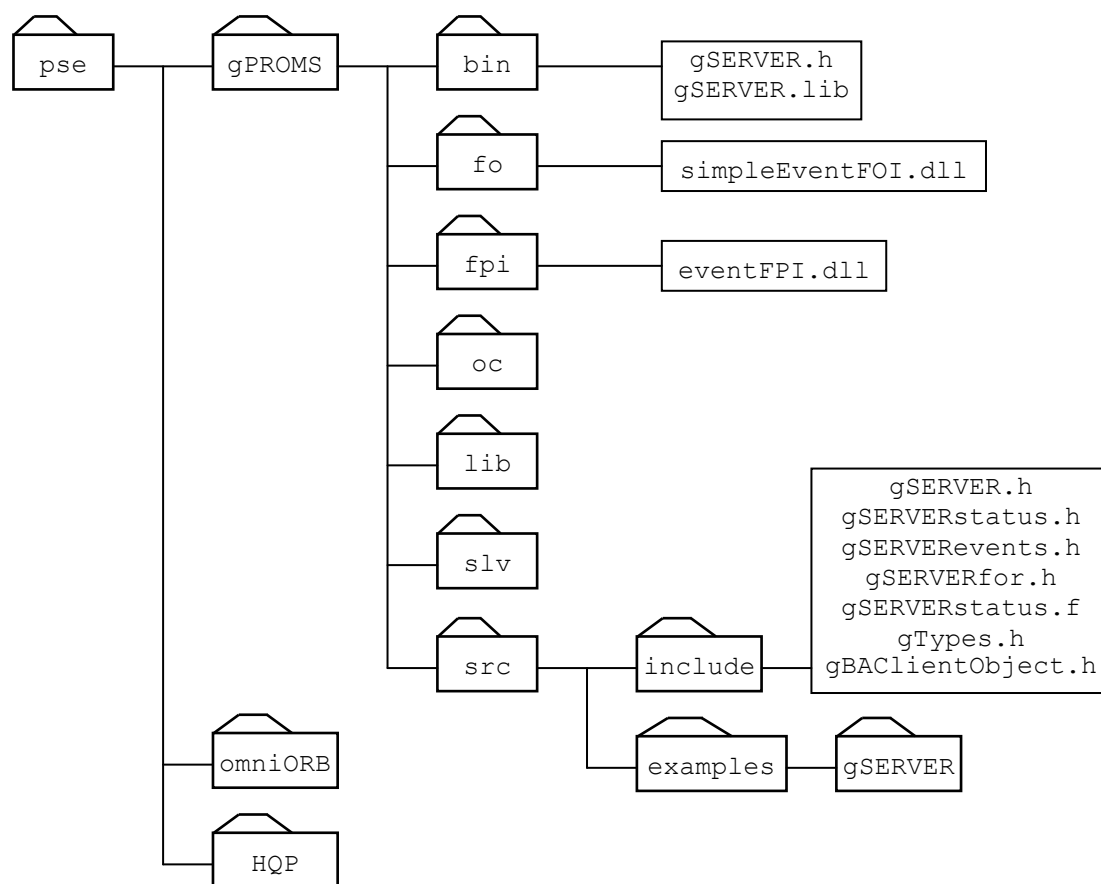 pse
gPROMS
bin
gSERVER.h
gSERVER.lib
fo
simpleEventFOI.dll
fpi
eventFPI.dll
oc
lib
slv
src
include
gSERVER.h
gSERVERstatus.h
gSERVERevents.h
gSERVERfor.h
gSERVERstatus.f
gTypes.h
gBAClientObject.h
omniORB
examples
gSERVER
HQP